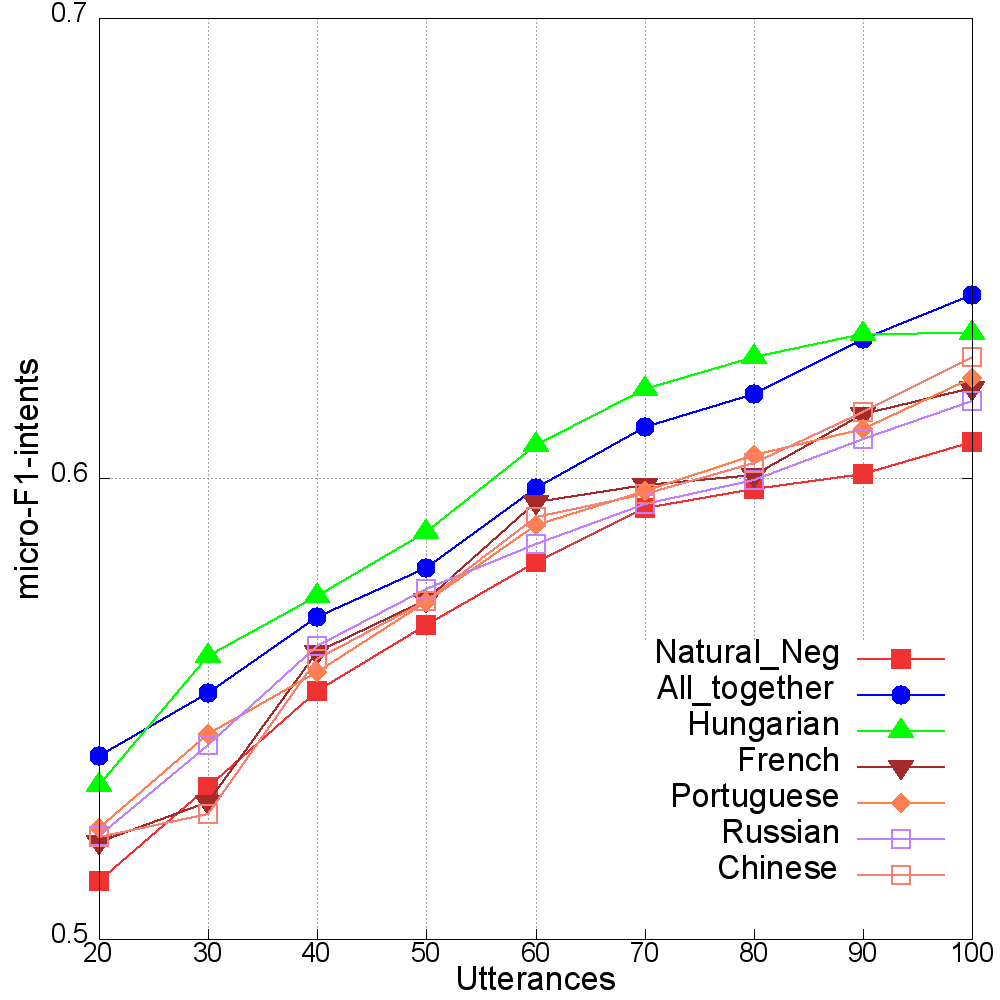 0.7
0.6
0.5
micro-F1-intents
Natural_Neg
All_together
Hungarian
French
Portuguese
Russian
Chinese
20 30 40 50 60 70 80 90 100
Utterances